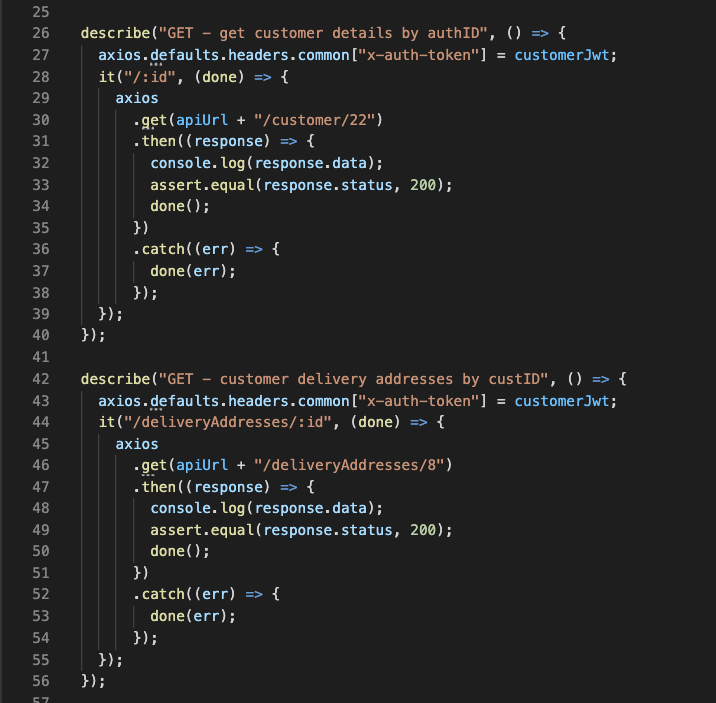 25
26 describe("GET - get customer details by authID", () => {
27 axios.defaults.headers.common["x-auth-token"] = customerJwt;
28 it("/:id", (done) => {
29 axios
30 .get(apiUrl + "/customer/22")
31 .then((response) => {
32 console.log(response.data);
33 assert.equal(response.status, 200);
34 done();
35 })
36 .catch((err) => {
37 done(err);
38 });
39 });
40 });
41
42 describe("GET - customer delivery addresses by custID", () => {
43 axios.defaults.headers.common["x-auth-token"] = customerJwt;
44 it("/deliveryAddresses/:id", (done) => {
45 axios
46 .get(apiUrl + "/deliveryAddresses/8")
47 .then((response) => {
48 console.log(response.data);
49 assert.equal(response.status, 200);
50 done();
51 })
52 .catch((err) => {
53 done(err);
54 });
55 });
56 });
57